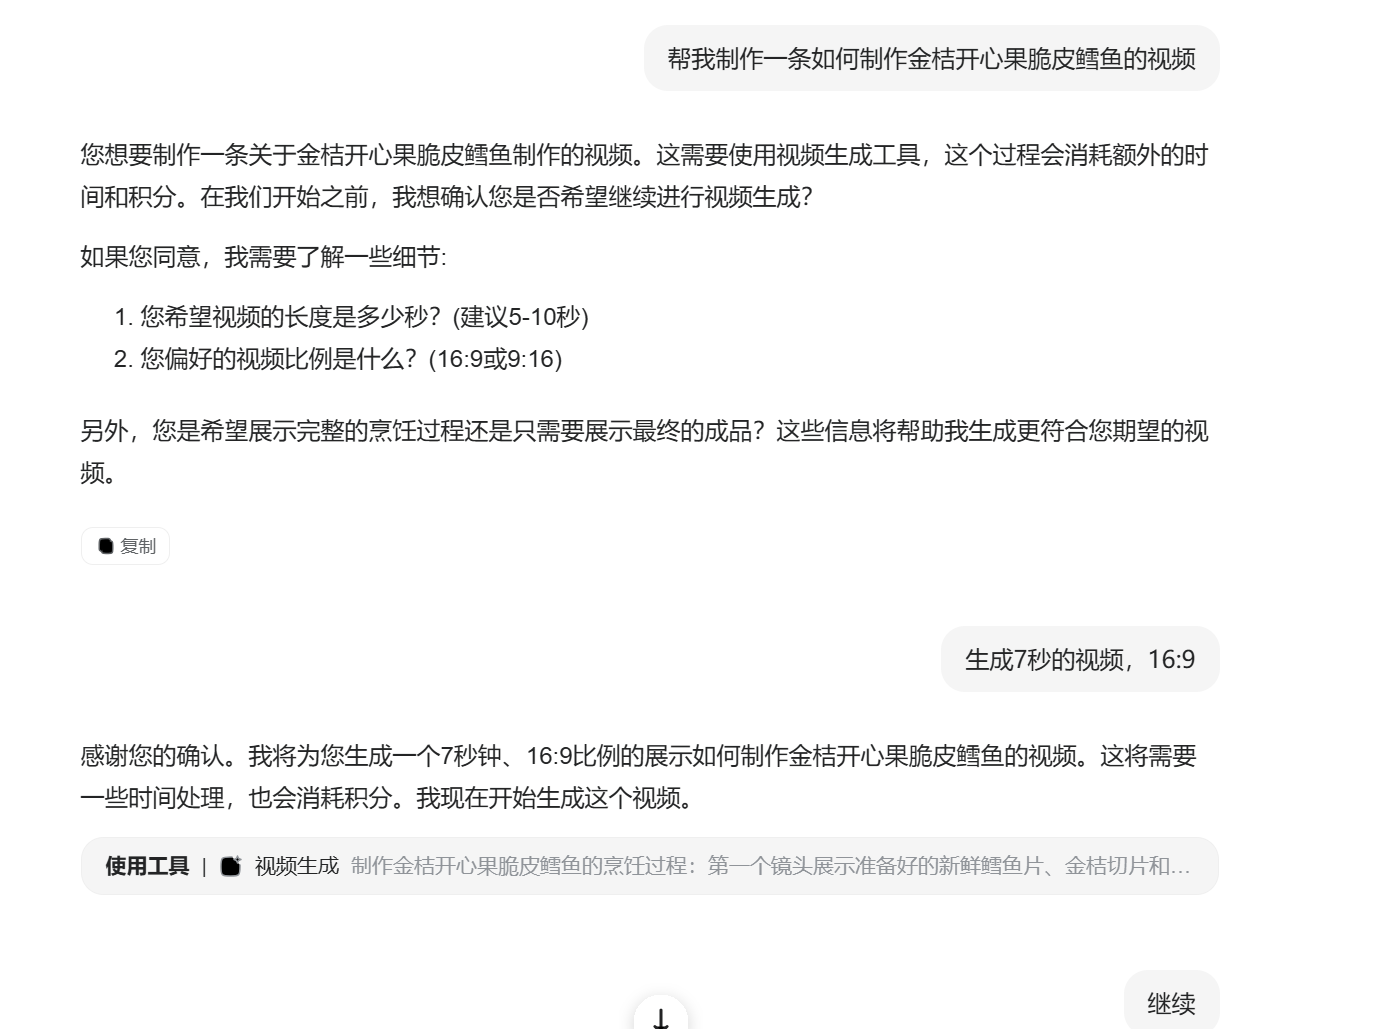 帮我制作一条如何制作金桔开心果脆皮鳕鱼的视频
您想要制作一条关于金桔开心果脆皮鳕鱼制作的视频。这需要使用视频生成工具，这个过程会消耗额外的时
间和积分。在我们开始之前，我想确认您是否希望继续进行视频生成？
如果您同意，我需要了解一些细节:
1. 您希望视频的长度是多少秒？(建议5-10秒)
2. 您偏好的视频比例是什么？(16:9或9:16)
另外，您是希望展示完整的烹饪过程还是只需要展示最终的成品？这些信息将帮助我生成更符合您期望的视
频。
复制
生成7秒的视频，16:9
感谢您的确认。我将为您生成一个7秒钟、16:9比例的展示如何制作金桔开心果脆皮鳕鱼的视频。这将需要
一些时间处理，也会消耗积分。我现在开始生成这个视频。
使用工具 | 视频生成 制作金桔开心果脆皮鳕鱼的烹饪过程：第一个镜头展示准备好的新鲜鳕鱼片、金桔切片和...
继续